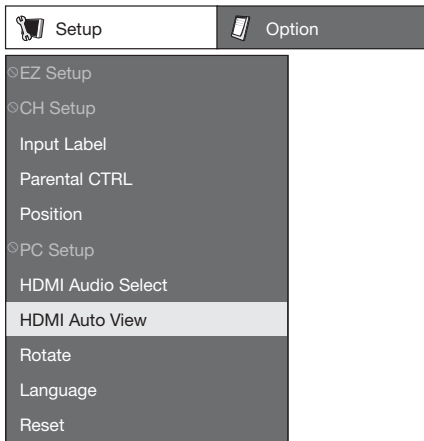 Setup Option
EZ Setup
CH Setup
Input Label
Parental CTRL
Position
PC Setup
HDMI Audio Select
HDMI Auto View
Rotate
Language
Reset